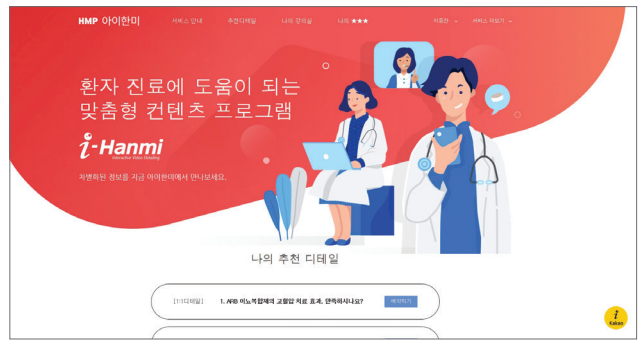 HMP 아이한미
서비스 안내 추천디테일 나의 강의실 나의 ★★★ 서비스 더보기
환자 진료에 도움이 되는
맞춤형 컨텐츠 프로그램
i-Hanmi
Interactive Video Detailing
차별화된 정보를 지금 아이한미에서 만나보세요.
나의 추천 디테일
[1:1디테일] 1. ARB 이뇨복합제의 고혈압 치료 효과, 만족하시나요? 예약하기
i
Kakao